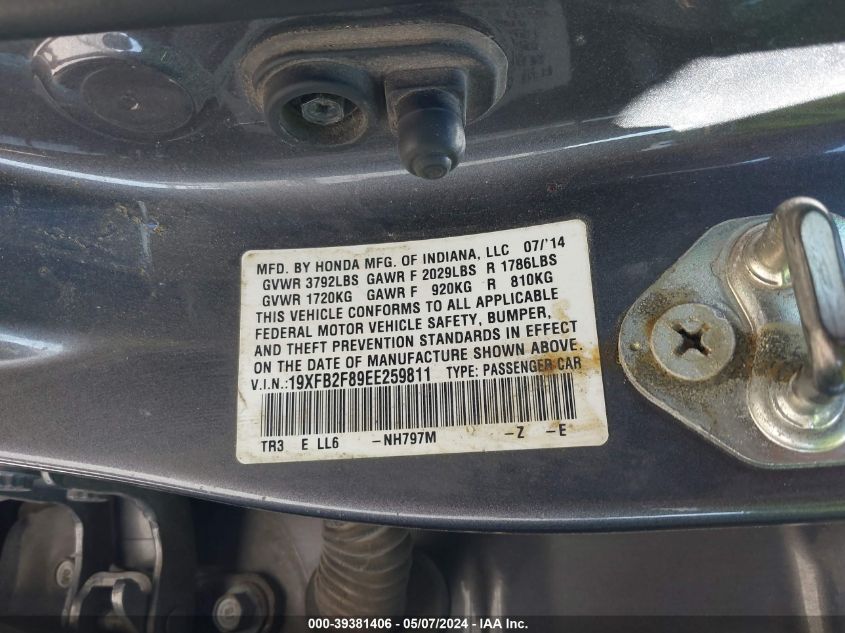 MFD. BY HONDA MFG. OF INDIANA, LLC 07/'14
GVWR 3792LBS GAWR F 2029LBS R 1786LBS
GVWR 1720KG GAWR F 920KG R 810KG
THIS VEHICLE CONFORMS TO ALL APPLICABLE
FEDERAL MOTOR VEHICLE SAFETY, BUMPER,
AND THEFT PREVENTION STANDARDS IN EFFECT
ON THE DATE OF MANUFACTURE SHOWN ABOVE.
V.I.N.:19XFB2F89EE259811 TYPE: PASSENGER CAR
TR3 E LL6 -NH797M -Z -E
000-39381406 - 05/07/2024 - © IAA Inc.